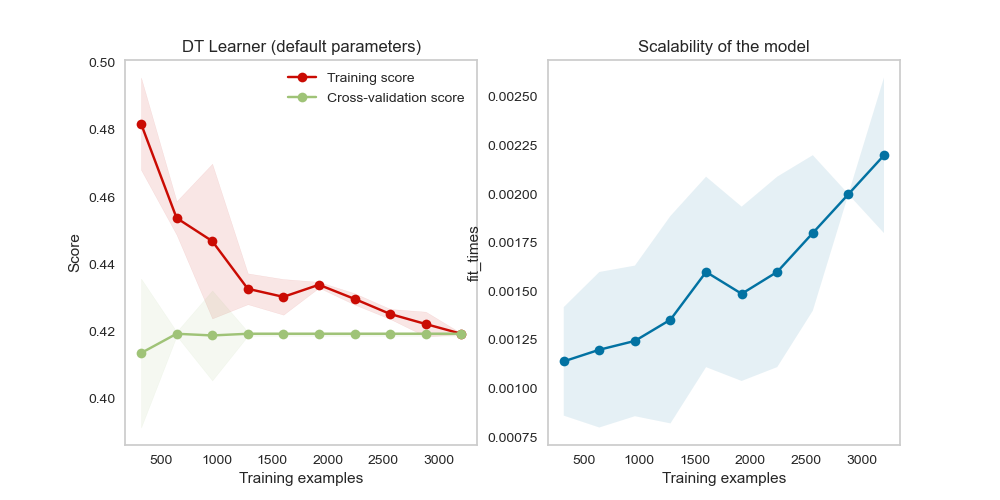 DT Learner (default parameters)
Training score
Cross-validation score
Score
0.50
0.48
0.46
0.44
0.42
0.40
500 1000 1500 2000 2500 3000
Training examples
Scalability of the model
fit_times
0.00250
0.00225
0.00200
0.00175
0.00150
0.00125
0.00100
0.00075
500 1000 1500 2000 2500 3000
Training examples